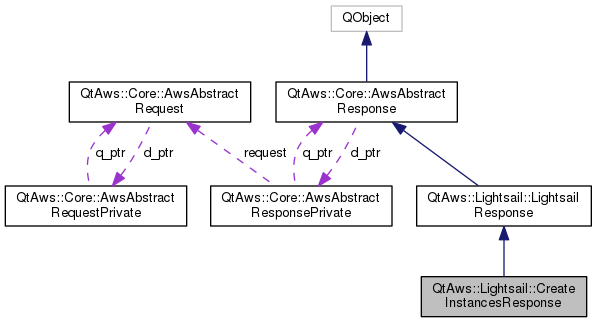 QObject
QtAws::Core::AwsAbstract
Request
QtAws::Core::AwsAbstract
Response
q_ptr
d_ptr
request
q_ptr
d_ptr
QtAws::Core::AwsAbstract
RequestPrivate
QtAws::Core::AwsAbstract
ResponsePrivate
QtAws::Lightsail::Lightsail
Response
QtAws::Lightsail::Create
InstancesResponse